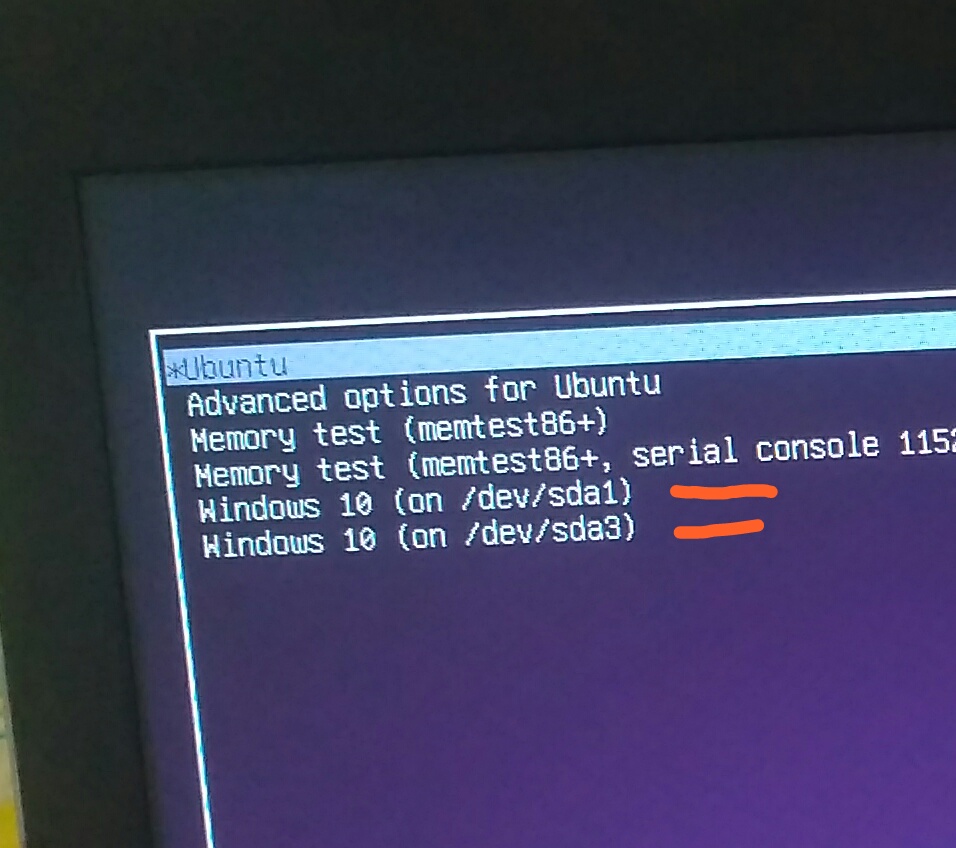 *Ubuntu
Advanced options for Ubuntu
Memory test (memtest86+)
Memory test (memtest86+, serial console 115
Windows 10 (on /dev/sda1)
Windows 10 (on /dev/sda3)